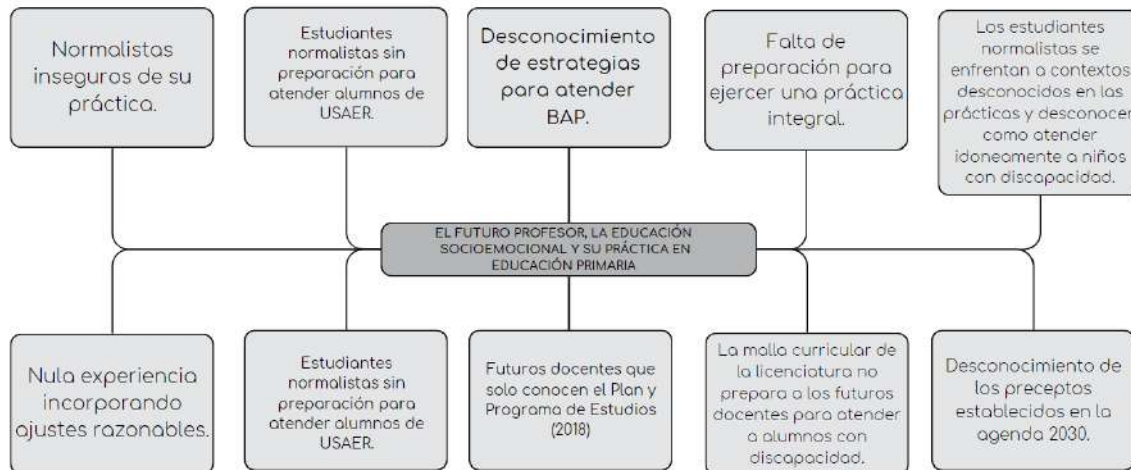 Normalistas
inseguros de su
práctica.
Estudiantes
normalistas sin
preparación para
atender alumnos de
USAER.
Desconocimiento
de estrategias
para atender
BAP.
Falta de
preparación para
ejercer una práctica
integral.
Los estudiantes
normalistas se
enfrentan a contextos
desconocidos en las
prácticas y desconocen
como atender
idoneamente a niños
con discapacidad.
EL FUTURO PROFESOR, LA EDUCACIÓN
SOCIOEMOCIONAL Y SU PRÁCTICA EN
EDUCACIÓN PRIMARIA
Nula experiencia
incorporando
ajustes razonables.
Estudiantes
normalistas sin
preparación para
atender alumnos de
USAER.
Futuros docentes que
solo conocen el Plan y
Programa de Estudios
(2018)
La malla curricular de
la licenciatura no
prepara a los futuros
docentes para atender
a alumnos con
discapacidad.
Desconocimiento de
los preceptos
establecidos en la
agenda 2030.